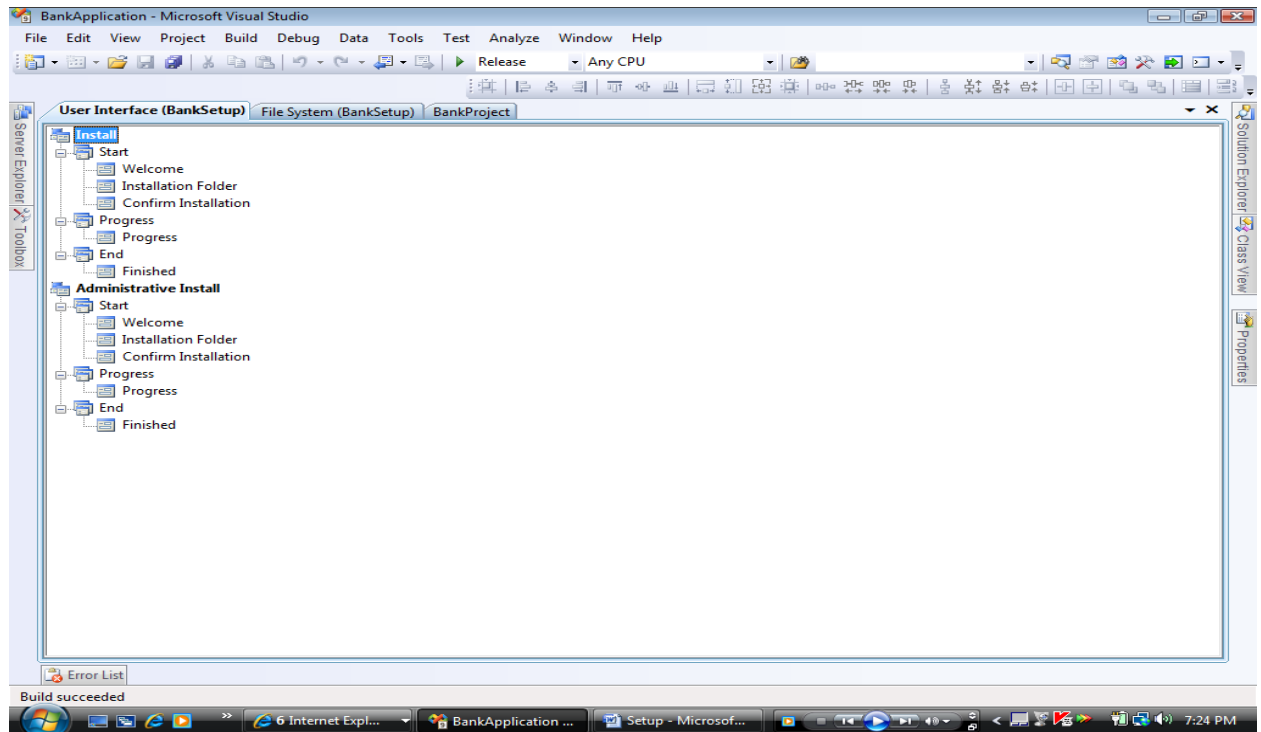 BankApplication - Microsoft Visual Studio
File Edit View Project Build Debug Data Tools Test Analyze Window Help
Release Any CPU
User Interface (BankSetup) File System (BankSetup) BankProject
Server Explorer
Toolbox
Install
Start
Welcome
Installation Folder
Confirm Installation
Progress
Progress
End
Finished
Administrative Install
Start
Welcome
Installation Folder
Confirm Installation
Progress
Progress
End
Finished
Solution Explorer
Class View
Properties
Error List
Build succeeded
6 Internet Expl... BankApplication ... Setup - Microsof... 7:24 PM